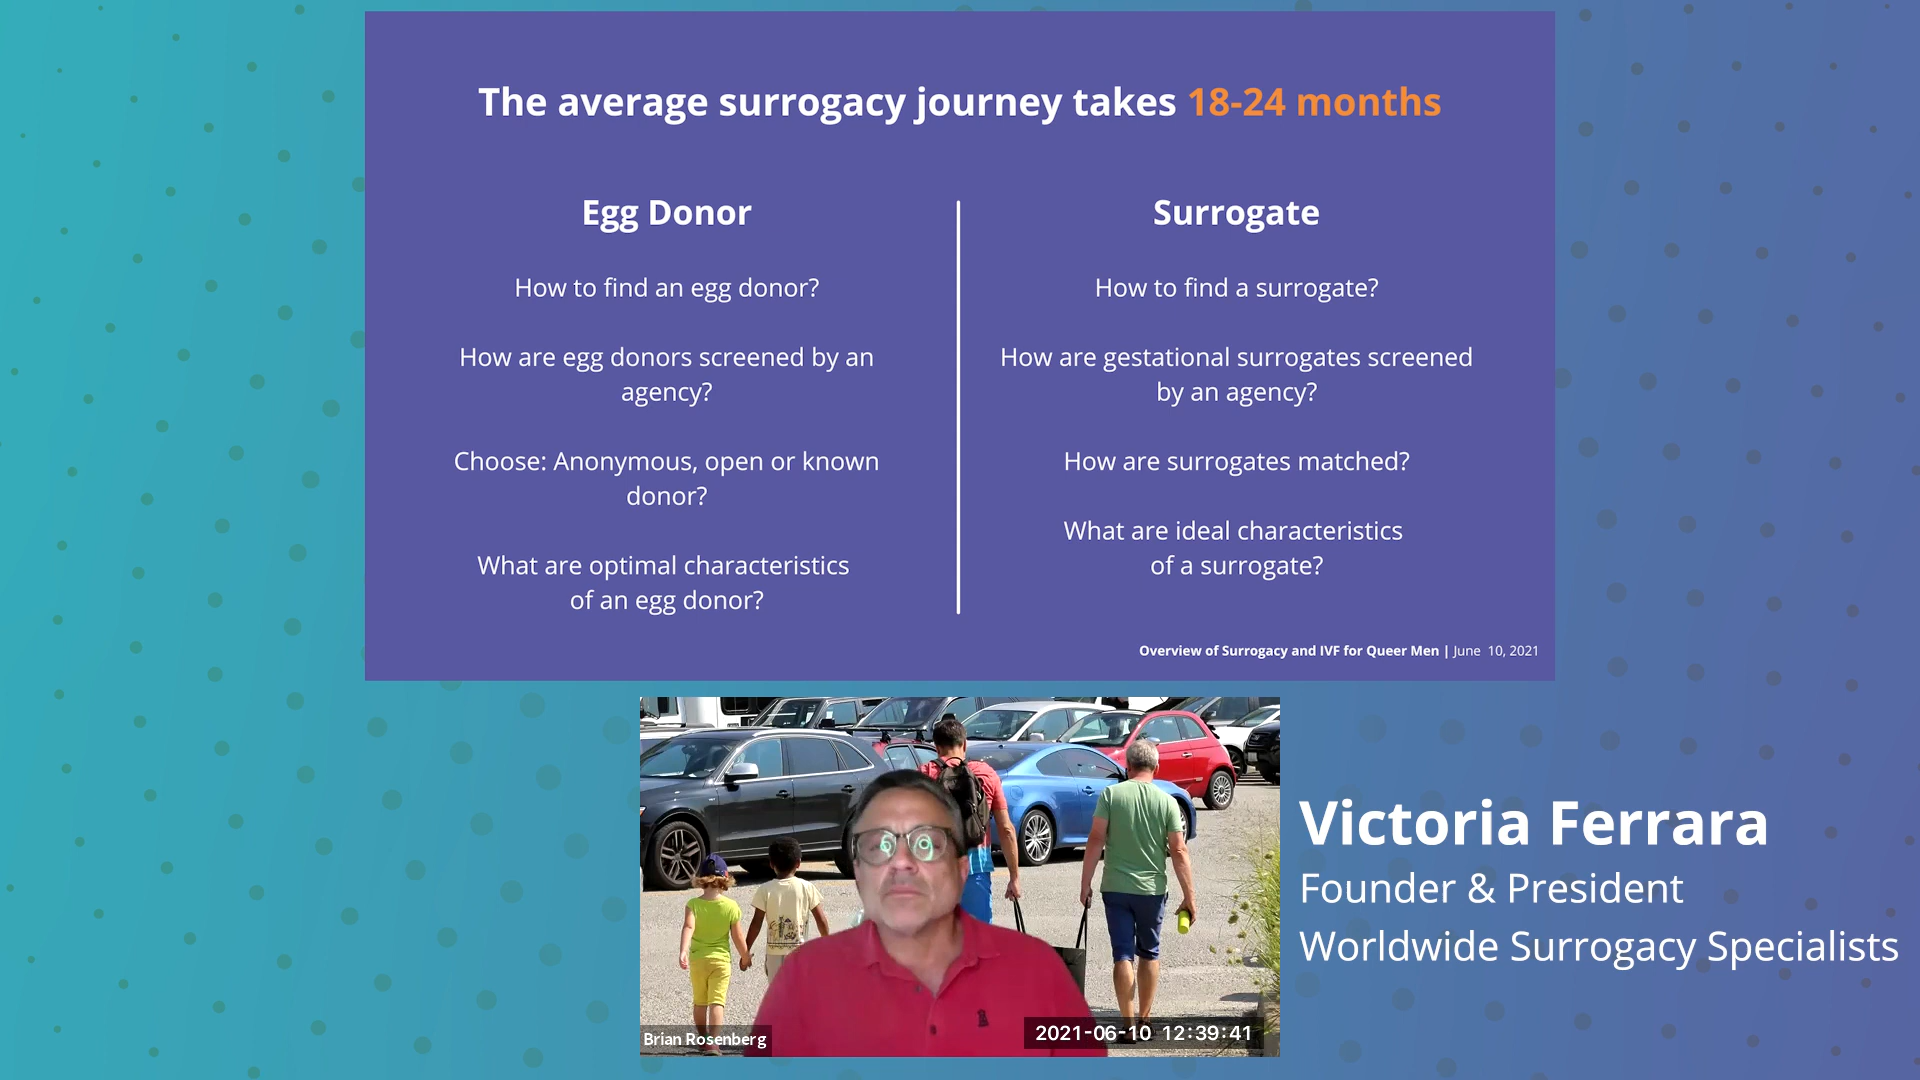 The average surrogacy journey takes 18-24 months
Egg Donor
How to find an egg donor?
How are egg donors screened by an
agency?
Choose: Anonymous, open or known
donor?
What are optimal characteristics
of an egg donor?
Surrogate
How to find a surrogate?
How are gestational surrogates screened
by an agency?
How are surrogates matched?
What are ideal characteristics
of a surrogate?
Overview of Surrogacy and IVF for Queer Men | June 10, 2021
Brian Rosenberg
2021-06-10 12:39:41
Victoria Ferrara
Founder & President
Worldwide Surrogacy Specialists